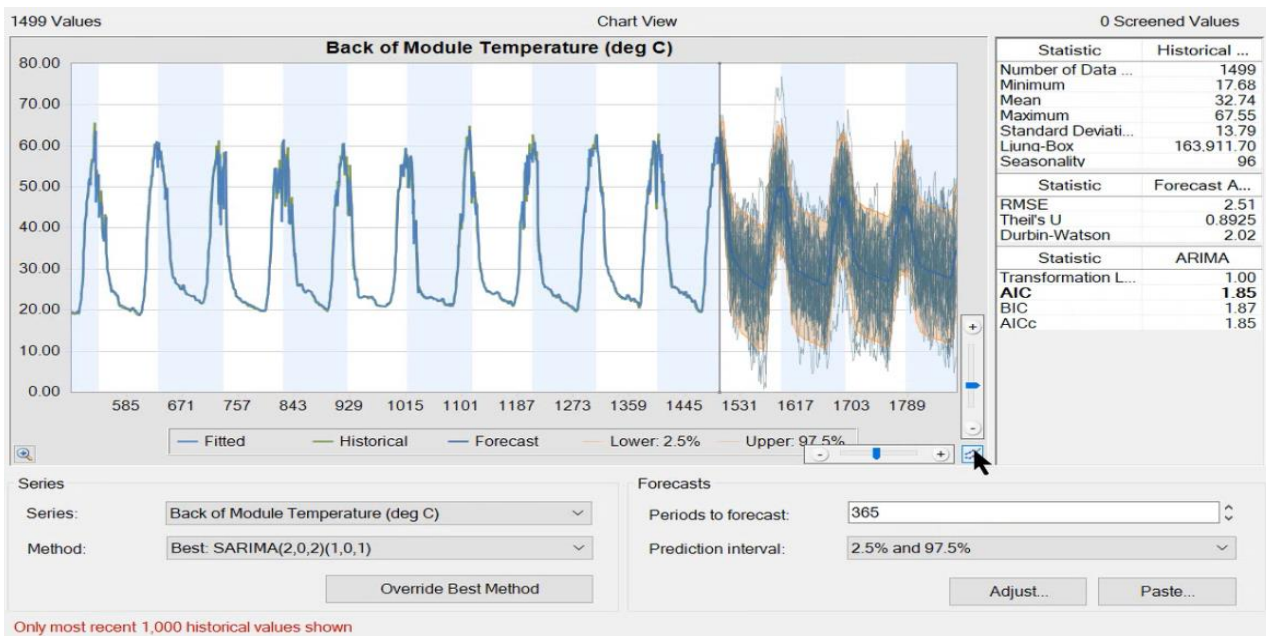 1499 Values
Chart View
0 Screened Values
Back of Module Temperature (deg C)
80.00
70.00
60.00
50.00
40.00
30.00
20.00
10.00
0.00
585 671 757 843 929 1015 1101 1187 1273 1359 1445 1531 1617 1703 1789
Fitted Historical Forecast Lower: 2.5% Upper: 97.5%
Statistic Historical ...
Number of Data ... 1499
Minimum 17.68
Mean 32.74
Maximum 67.55
Standard Deviati... 13.79
Ljung-Box 163,911.70
Seasonality 96
Statistic Forecast A...
RMSE 2.51
Theil's U 0.8925
Durbin-Watson 2.02
Statistic ARIMA
Transformation L... 1.00
AIC 1.85
BIC 1.87
AICc 1.85
Series
Series: Back of Module Temperature (deg C)
Method: Best: SARIMA(2,0,2)(1,0,1)
Override Best Method
Forecasts
Periods to forecast: 365
Prediction interval: 2.5% and 97.5%
Adjust... Paste...
Only most recent 1,000 historical values shown